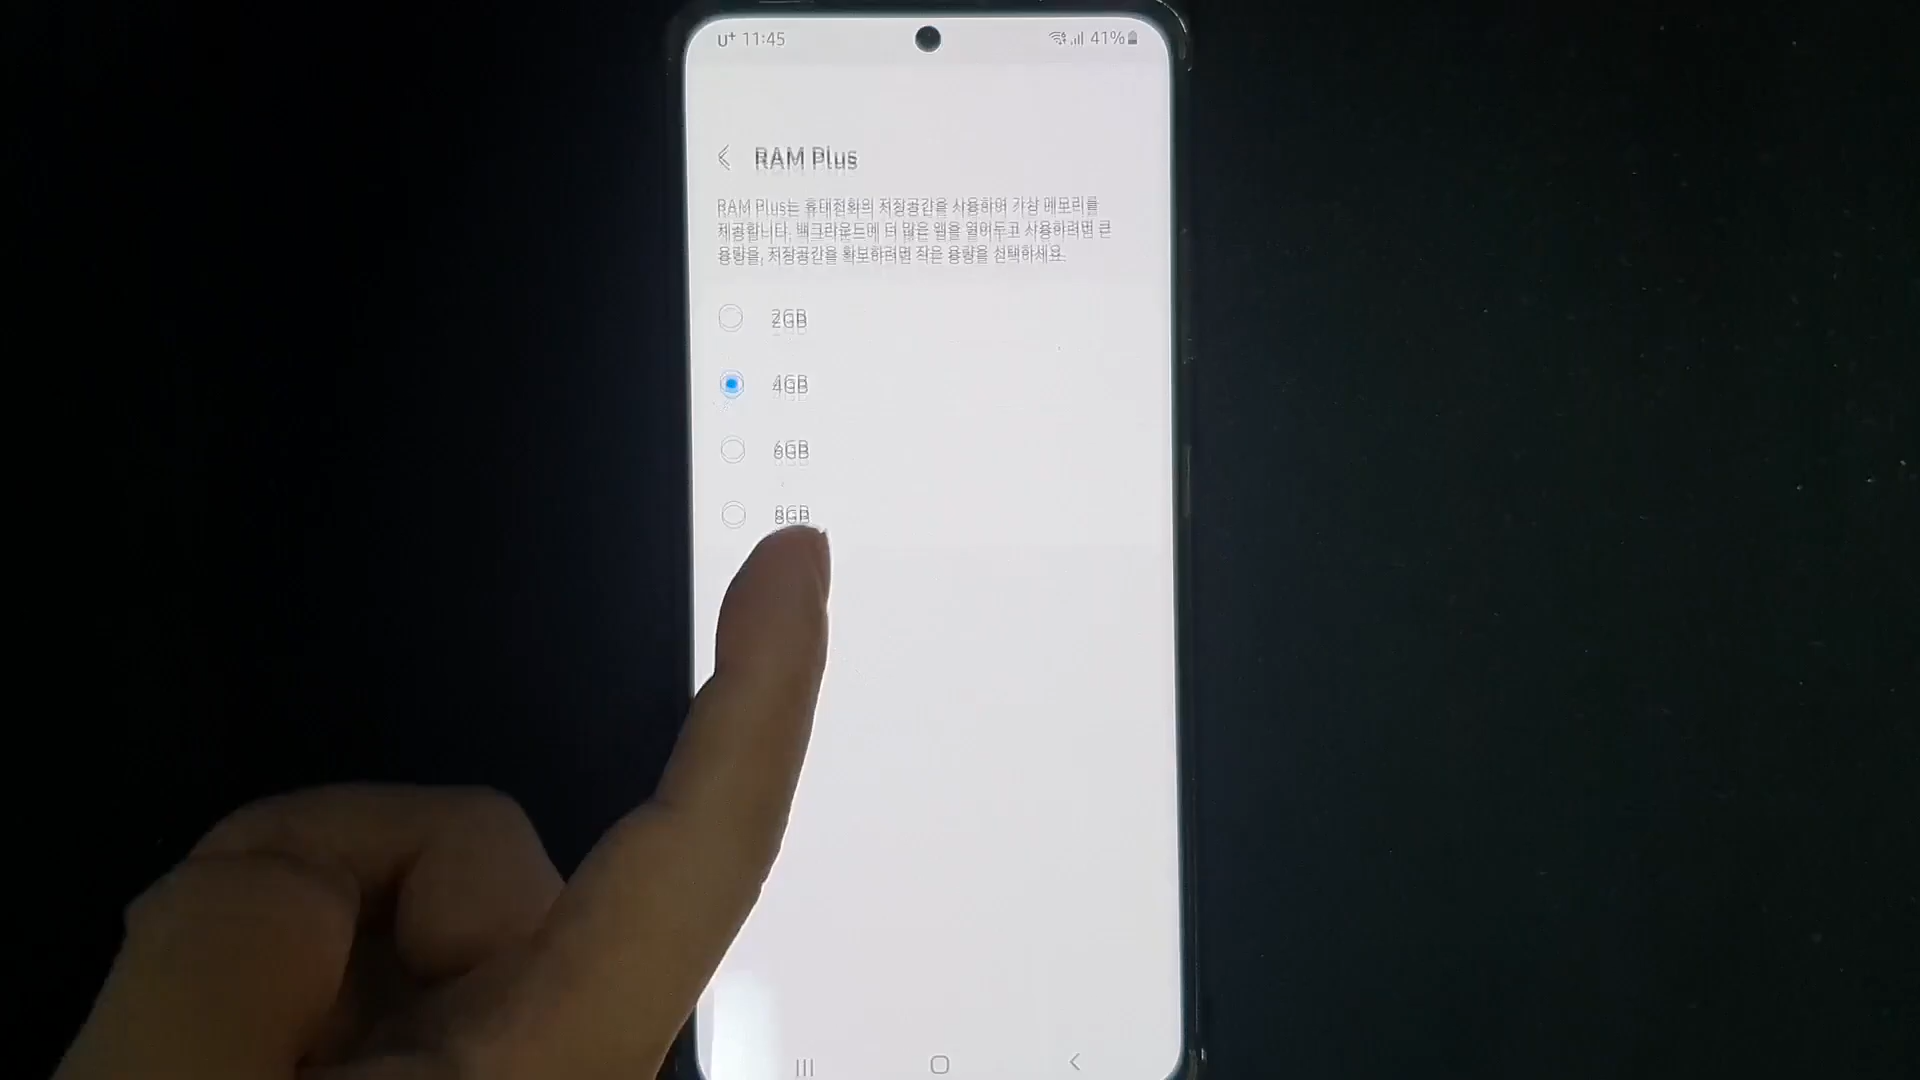 U+ 11:45 41%
RAM Plus
RAM Plus는 휴대전화의 저장공간을 사용하여 가상 메모리를
제공합니다. 백그라운드에 더 많은 앱을 열어두고 사용하려면 큰
용량을, 저장공간을 확보하려면 작은 용량을 선택하세요.
2GB
4GB
6GB
8GB